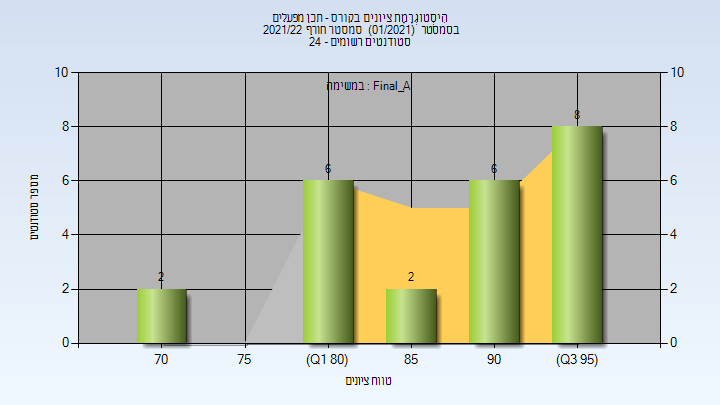 היסטוגרמת ציונים בקורס - תכן מפעלים
בסמסטר (01/2021) סמסטר חורף 2021/22
סטודנטים רשומים - 24
במשימה : Final_A
10 10
8 8
6 6
4 4
2 2
0 0
2 6 2 6 8
70 75 (Q1 80) 85 90 (Q3 95)
מספר סטודנטים
טווח ציונים